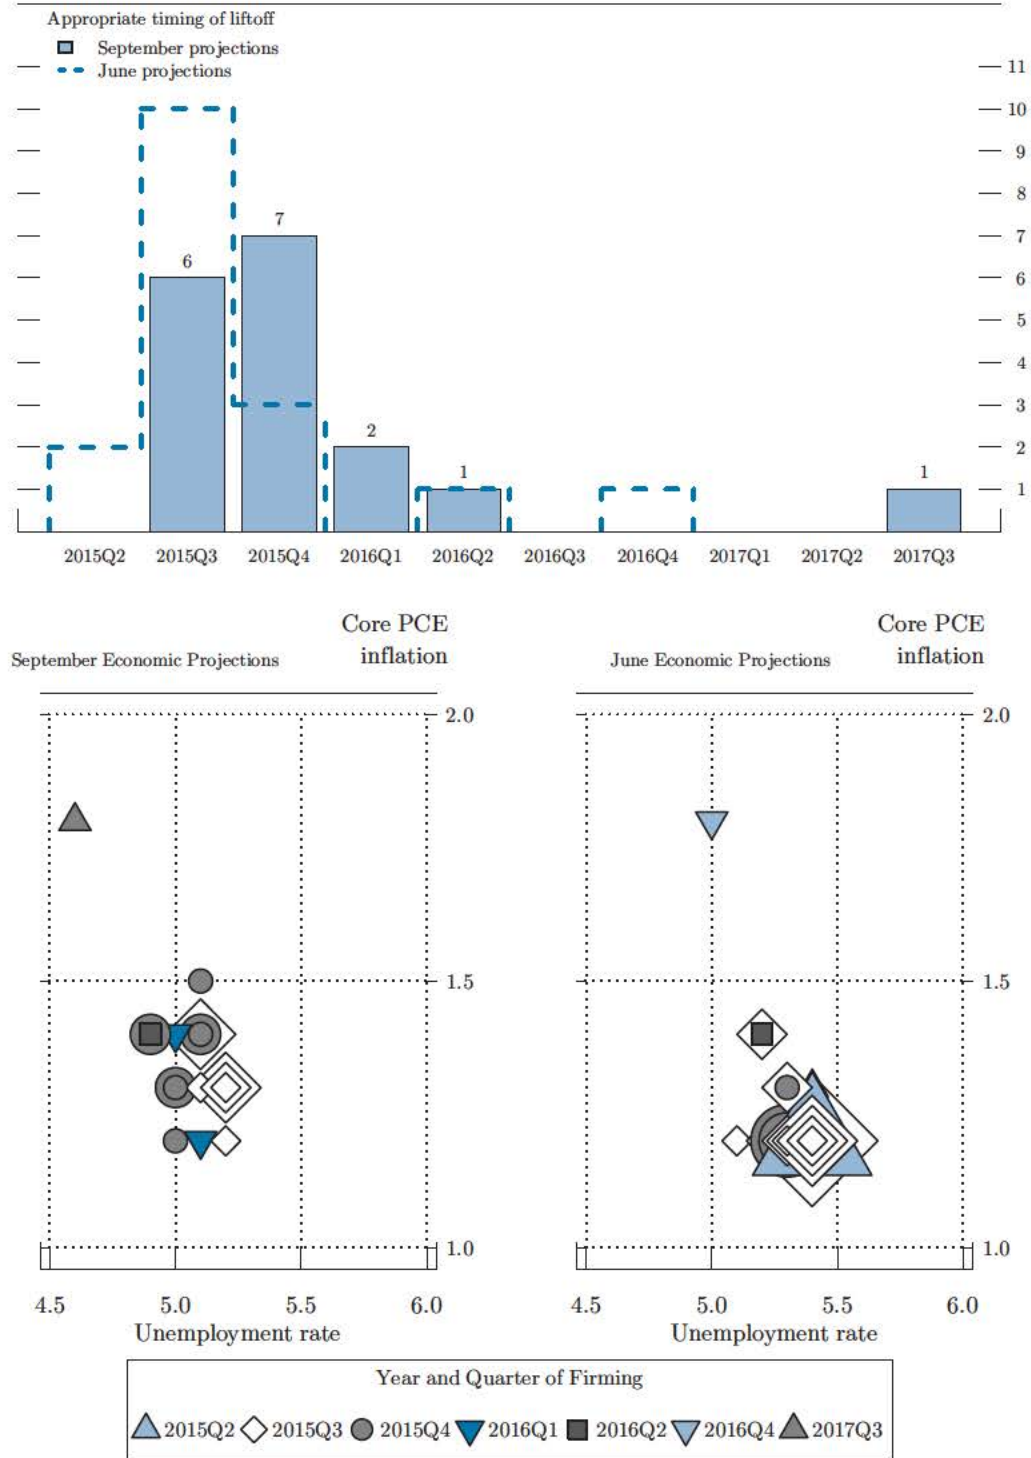 Appropriate timing of liftoff
September projections
June projections
11
10
9
8
7
6
5
4
3
2
1
7
6
2
1
1
2015Q2 2015Q3 2015Q4 2016Q1 2016Q2 2016Q3 2016Q4 2017Q1 2017Q2 2017Q3
Core PCE
inflation
September Economic Projections
2.0
1.5
1.0
4.5 5.0 5.5 6.0
Unemployment rate
Core PCE
inflation
June Economic Projections
2.0
1.5
1.0
4.5 5.0 5.5 6.0
Unemployment rate
Year and Quarter of Firming
2015Q2 2015Q3 2015Q4 2016Q1 2016Q2 2016Q4 2017Q3